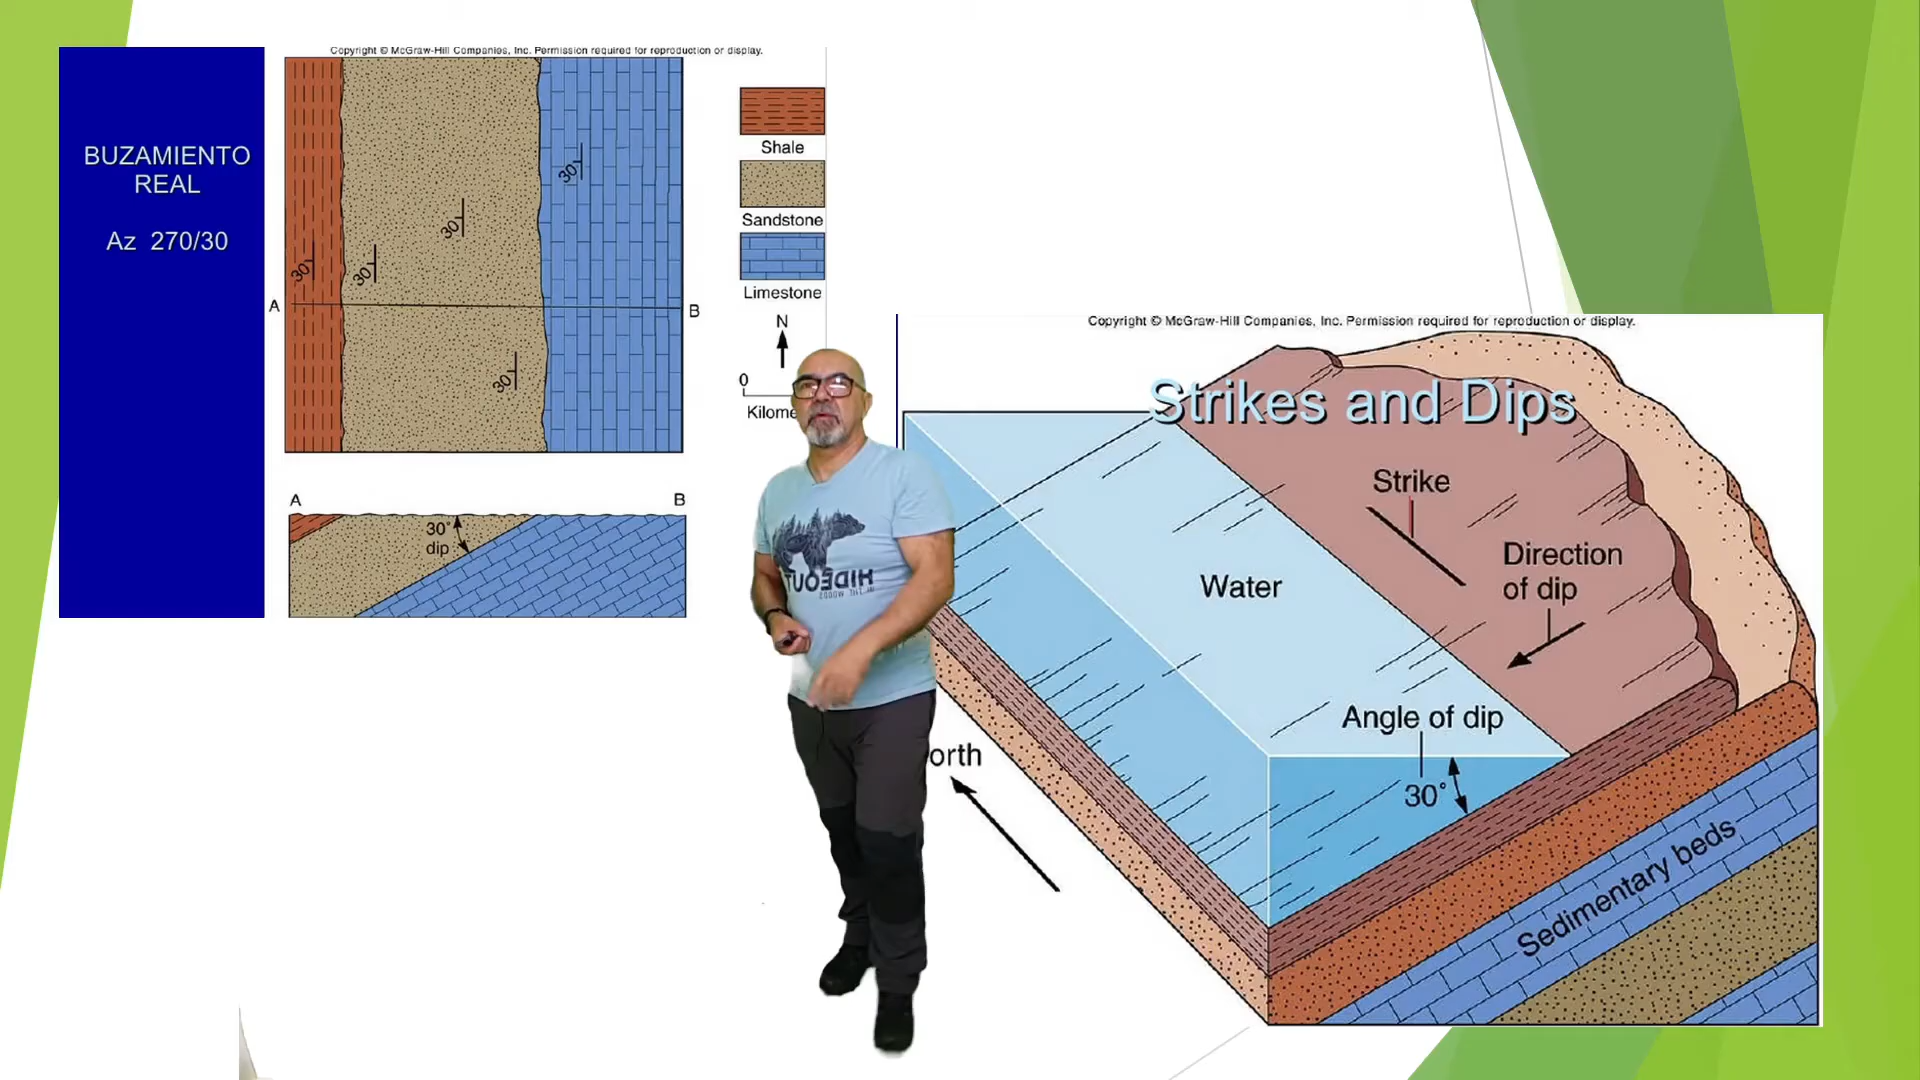 Copyright © McGraw-Hill Companies, Inc. Permission required for reproduction or display.
BUZAMIENTO
REAL
Az 270/30
30
30
30
30
30
A
B
Shale
Sandstone
Limestone
N
0
Kilome
A
B
30°
dip
HIDEOUT
Copyright © McGraw-Hill Companies, Inc. Permission required for reproduction or display.
Strikes and Dips
Strike
Direction
of dip
Water
Angle of dip
30°
orth
Sedimentary beds